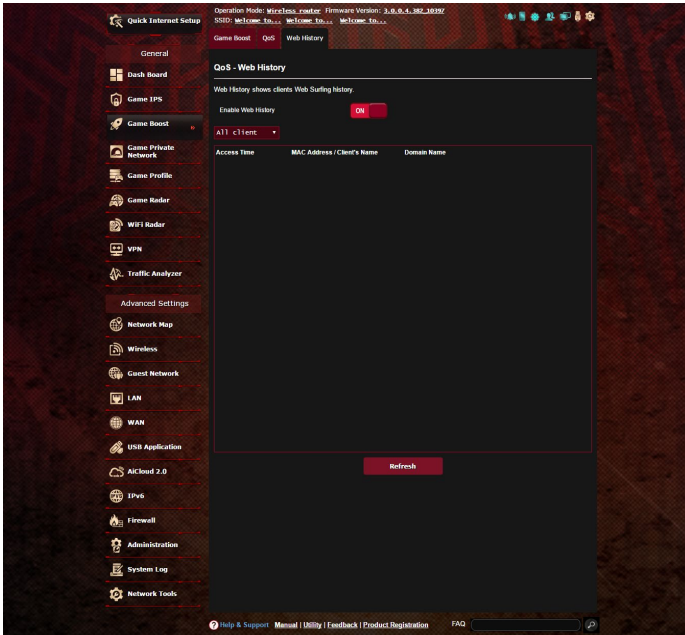 Quick Internet Setup
Operation Mode: Wireless router Firmware Version: 3.0.0.4.382_10397
SSID: Welcome to... Welcome to... Welcome to...
Game Boost QoS Web History
General
Dash Board
Game IPS
Game Boost
Game Private
Network
Game Profile
Game Radar
WiFi Radar
VPN
Traffic Analyzer
Advanced Settings
Network Map
Wireless
Guest Network
LAN
WAN
USB Application
AiCloud 2.0
IPv6
Firewall
Administration
System Log
Network Tools
QoS - Web History
Web History shows clients Web Surfing history.
Enable Web History ON
All client
Access Time MAC Address / Client's Name Domain Name
Refresh
Help & Support Manual | Utility | Feedback | Product Registration FAQ